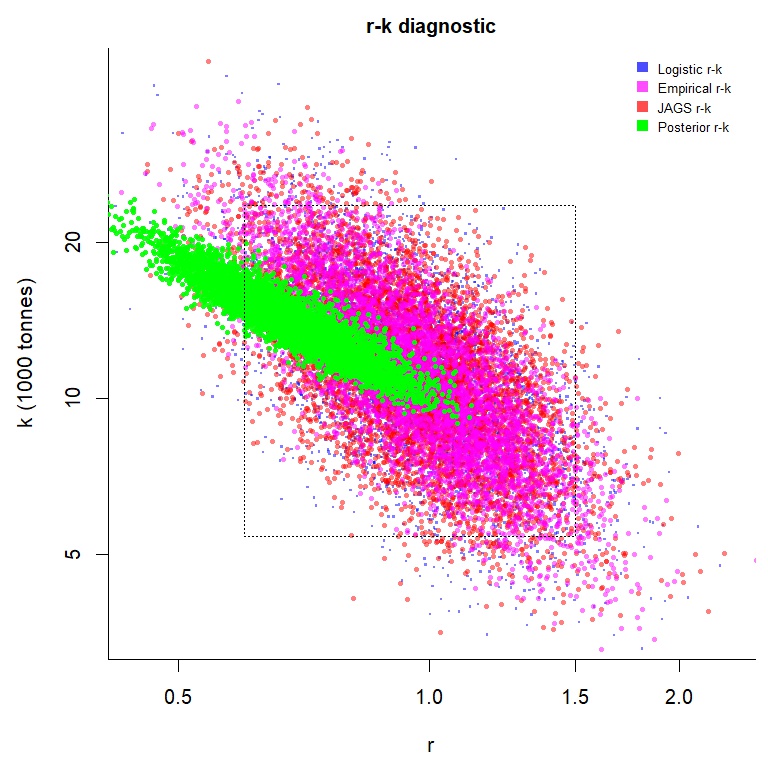 r-k diagnostic
Logistic r-k
Empirical r-k
JAGS r-k
Posterior r-k
k (1000 tonnes)
20
10
5
0.5 1.0 1.5 2.0
r